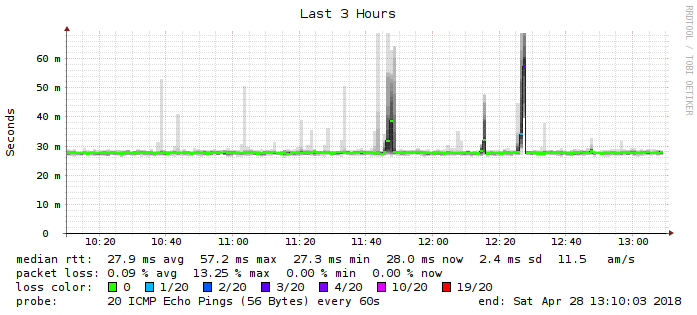 Last 3 Hours
RRDTOOL / TOBI OETIKER
Seconds
60 m
50 m
40 m
30 m
20 m
10 m
0
10:20 10:40 11:00 11:20 11:40 12:00 12:20 12:40 13:00
median rtt: 27.9 ms avg 57.2 ms max 27.3 ms min 28.0 ms now 2.4 ms sd 11.5 am/s
packet loss: 0.09 % avg 13.25 % max 0.00 % min 0.00 % now
loss color: 0 1/20 2/20 3/20 4/20 10/20 19/20
probe: 20 ICMP Echo Pings (56 Bytes) every 60s end: Sat Apr 28 13:10:03 2018